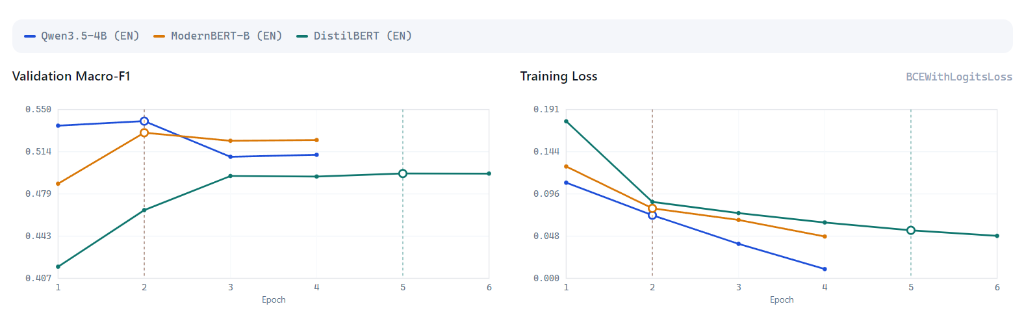 Qwen3.5-4B (EN) ModernBERT-B (EN) DistilBERT (EN)
Validation Macro-F1
0.550
0.514
0.479
0.443
0.407
1 2 3 4 5 6
Epoch
Training Loss BCEWithLogitsLoss
0.191
0.144
0.096
0.048
0.000
1 2 3 4 5 6
Epoch